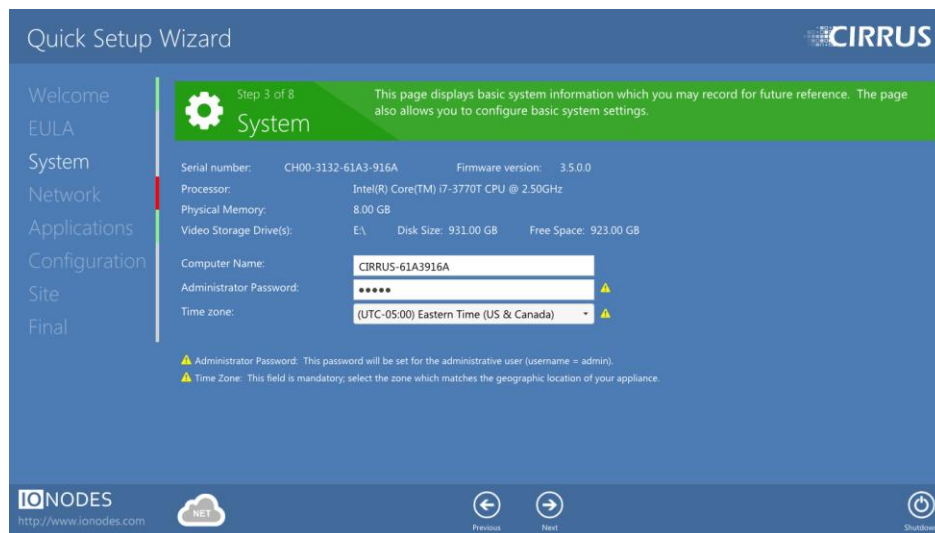 Quick Setup Wizard
CIRRUS
Welcome
EULA
System
Network
Applications
Configuration
Site
Final
Step 3 of 8
System
This page displays basic system information which you may record for future reference. The page
also allows you to configure basic system settings.
Serial number: CH00-3132-61A3-916A Firmware version: 3.5.0.0
Processor: Intel(R) Core(TM) i7-3770T CPU @ 2.50GHz
Physical Memory: 8.00 GB
Video Storage Drive(s): E:\ Disk Size: 931.00 GB Free Space: 923.00 GB
Computer Name: CIRRUS-61A3916A
Administrator Password: •••••
Time zone: (UTC-05:00) Eastern Time (US & Canada)
Administrator Password: This password will be set for the administrative user (username = admin).
Time Zone: This field is mandatory; select the zone which matches the geographic location of your appliance.
IONODES
http://www.ionodes.com
NET
Previous
Next
Shutdown